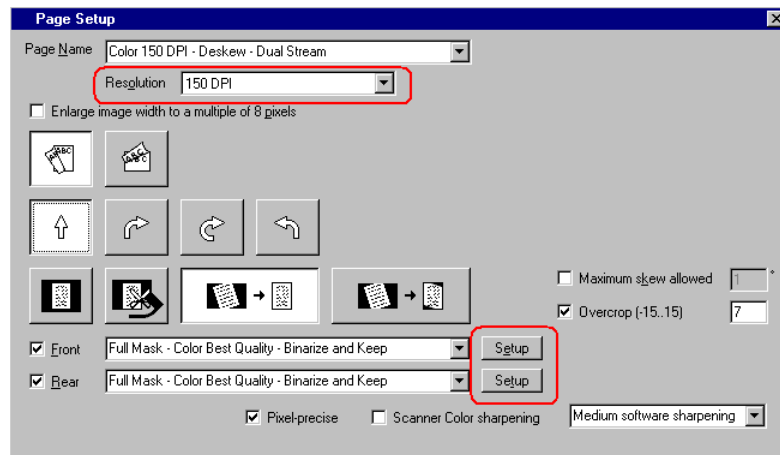 Page Setup
Page Name Color 150 DPI - Deskew - Dual Stream
Resolution 150 DPI
Enlarge image width to a multiple of 8 pixels
Maximum skew allowed 1 °
Overcrop (-15..15) 7
Front Full Mask - Color Best Quality - Binarize and Keep Setup
Rear Full Mask - Color Best Quality - Binarize and Keep Setup
Pixel-precise Scanner Color sharpening Medium software sharpening